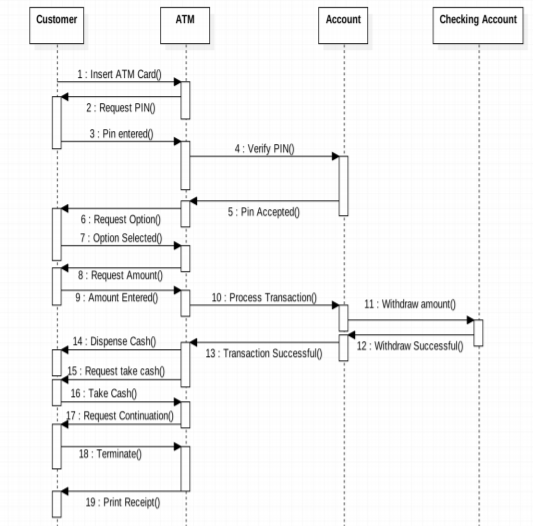 Customer
ATM
Account
Checking Account
1 : Insert ATM Card()
2 : Request PIN()
3 : Pin entered()
4 : Verify PIN()
5 : Pin Accepted()
6 : Request Option()
7 : Option Selected()
8 : Request Amount()
9 : Amount Entered()
10 : Process Transaction()
11 : Withdraw amount()
12 : Withdraw Successful()
13 : Transaction Successful()
14 : Dispense Cash()
15 : Request take cash()
16 : Take Cash()
17 : Request Continuation()
18 : Terminate()
19 : Print Receipt()